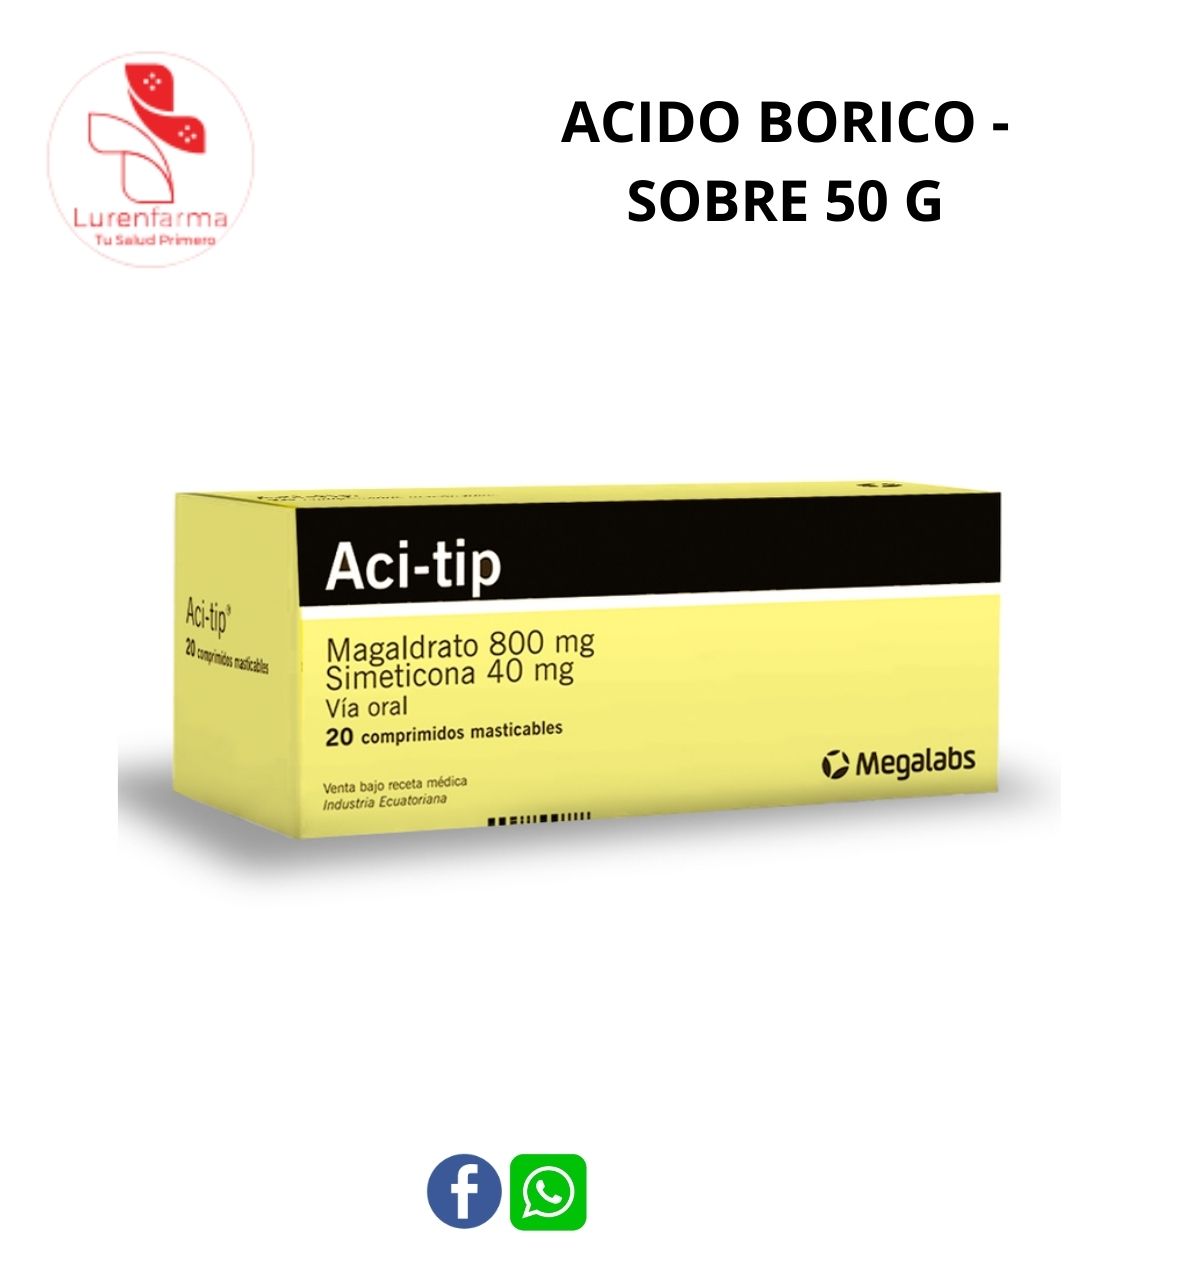 Lurenfarma
Tu Salud Primero
ACIDO BORICO -
SOBRE 50 G
Aci-tip
Aci-tip®
20 comprimidos masticables
Magaldrato 800 mg
Simeticona 40 mg
Vía oral
20 comprimidos masticables
Venta bajo receta médica
Industria Ecuatoriana
Megalabs